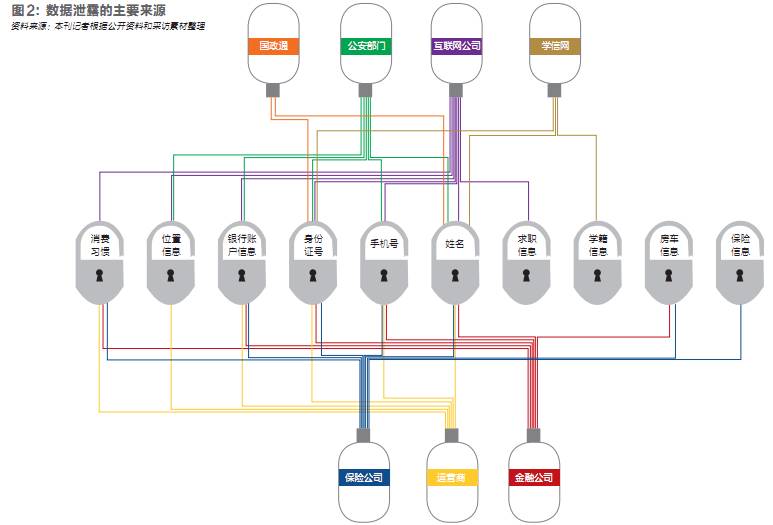 图2：数据泄露的主要来源
资料来源：本刊记者根据公开资料和采访素材整理
国政通
公安部门
互联网公司
学信网
消费
习惯
位置
信息
银行账
户信息
身份
证号
手机号
姓名
求职
信息
学籍
信息
房车
信息
保险
信息
保险公司
运营商
金融公司